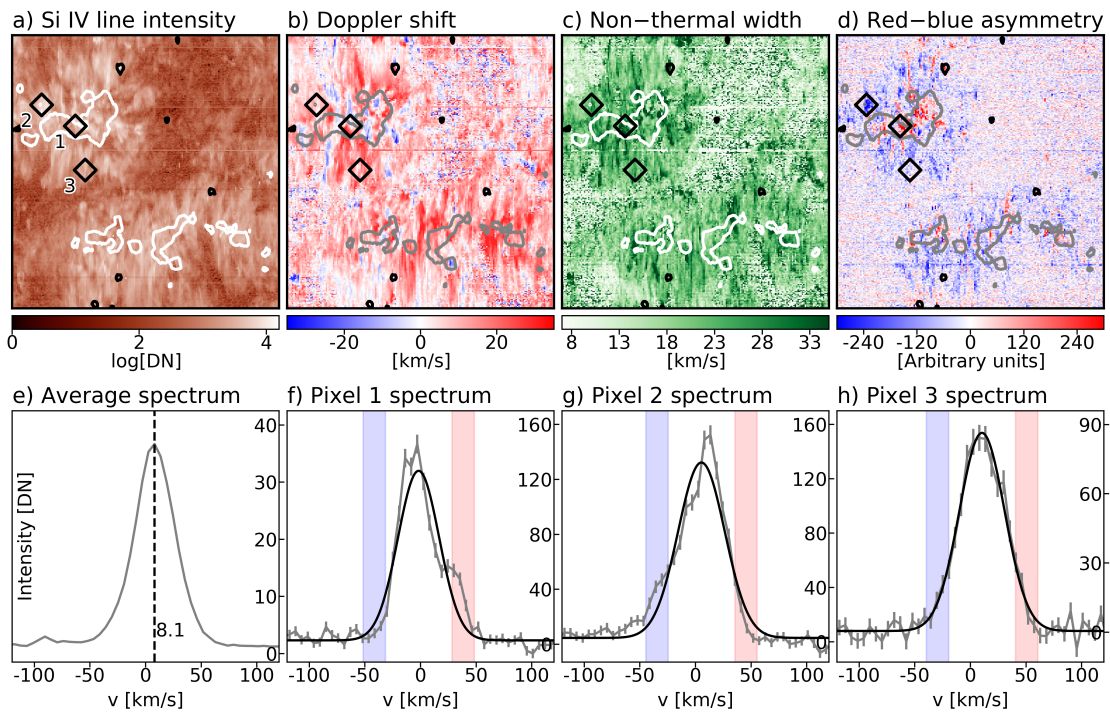 a) Si IV line intensity
b) Doppler shift
c) Non−thermal width
d) Red−blue asymmetry
2
1
3
0 2 4
log[DN]
-20 0 20
[km/s]
8 13 18 23 28 33
[km/s]
-240 -120 0 120 240
[Arbitrary units]
e) Average spectrum
f) Pixel 1 spectrum
g) Pixel 2 spectrum
h) Pixel 3 spectrum
Intensity [DN]
40
30
20
10
0
8.1
160
120
80
40
0
160
120
80
40
0
90
60
30
0
-100 -50 0 50 100
v [km/s]
-100 -50 0 50 100
v [km/s]
-100 -50 0 50 100
v [km/s]
-100 -50 0 50 100
v [km/s]